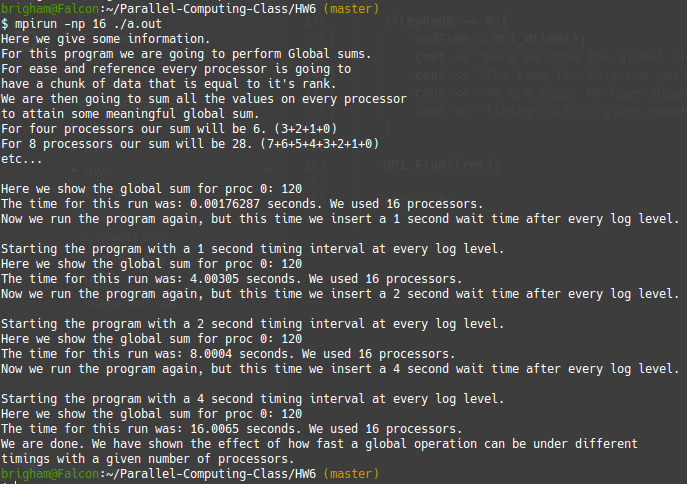 brigham@Falcon:~/Parallel-Computing-Class/HW6 (master)
$ mpirun -np 16 ./a.out
Here we give some information.
For this program we are going to perform Global sums.
For ease and reference every processor is going to
have a chunk of data that is equal to it's rank.
We are then going to sum all the values on every processor
to attain some meaningful global sum.
For four processors our sum will be 6. (3+2+1+0)
For 8 processors our sum will be 28. (7+6+5+4+3+2+1+0)
etc...
Here we show the global sum for proc 0: 120
The time for this run was: 0.00176287 seconds. We used 16 processors.
Now we run the program again, but this time we insert a 1 second wait time after every log level.
Starting the program with a 1 second timing interval at every log level.
Here we show the global sum for proc 0: 120
The time for this run was: 4.00305 seconds. We used 16 processors.
Now we run the program again, but this time we insert a 2 second wait time after every log level.
Starting the program with a 2 second timing interval at every log level.
Here we show the global sum for proc 0: 120
The time for this run was: 8.0004 seconds. We used 16 processors.
Now we run the program again, but this time we insert a 4 second wait time after every log level.
Starting the program with a 4 second timing interval at every log level.
Here we show the global sum for proc 0: 120
The time for this run was: 16.0065 seconds. We used 16 processors.
We are done. We have shown the effect of how fast a global operation can be under different
timings with a given number of processors.
brigham@Falcon:~/Parallel-Computing-Class/HW6 (master)